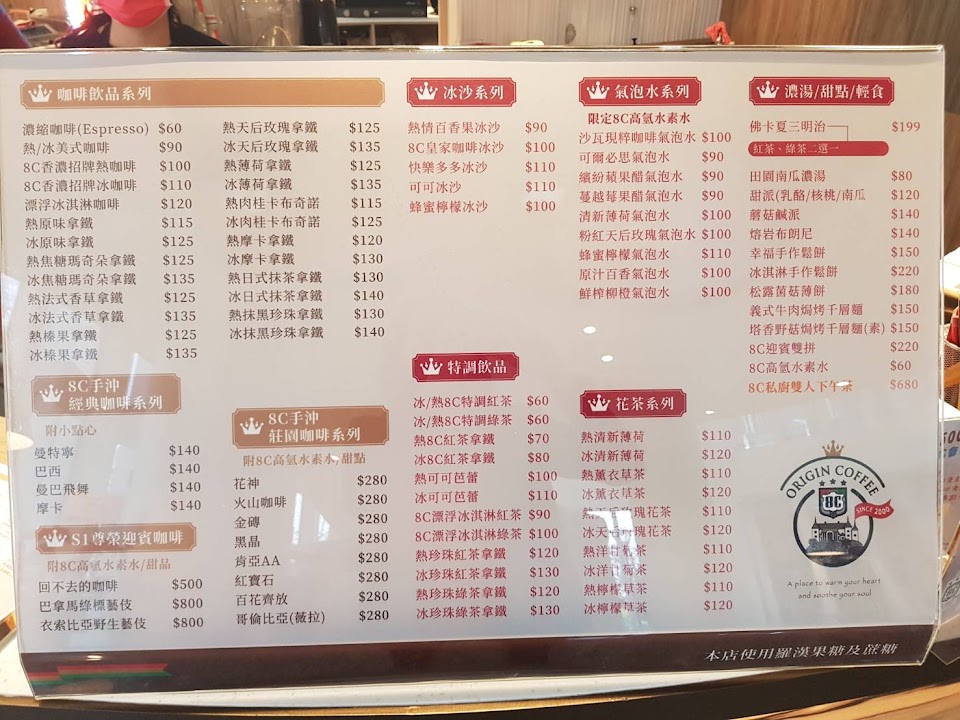 咖啡飲品系列
濃縮咖啡(Espresso) $60
熱/冰美式咖啡 $90
8C香濃招牌熱咖啡 $100
8C香濃招牌冰咖啡 $110
漂浮冰淇淋咖啡 $120
熱原味拿鐵 $115
冰原味拿鐵 $125
熱焦糖瑪奇朵拿鐵 $125
冰焦糖瑪奇朵拿鐵 $135
熱法式香草拿鐵 $125
冰法式香草拿鐵 $135
熱榛果拿鐵 $125
冰榛果拿鐵 $135
熱天后玫瑰拿鐵 $125
冰天后玫瑰拿鐵 $135
熱薄荷拿鐵 $125
冰薄荷拿鐵 $135
熱肉桂卡布奇諾 $115
冰肉桂卡布奇諾 $125
熱摩卡拿鐵 $120
冰摩卡拿鐵 $130
熱日式抹茶拿鐵 $130
冰日式抹茶拿鐵 $140
熱抹黑珍珠拿鐵 $130
冰抹黑珍珠拿鐵 $140
8C手沖
經典咖啡系列
附小點心
曼特寧 $140
巴西 $140
曼巴飛舞 $140
摩卡 $140
S1尊榮迎賓咖啡
附8C高氫水素水/甜品
回不去的咖啡 $500
巴拿馬綠標藝伎 $800
衣索比亞野生藝伎 $800
8C手沖
莊園咖啡系列
附8C高氫水素水/甜點
花神 $280
火山咖啡 $280
金磚 $280
黑晶 $280
肯亞AA $280
紅寶石 $280
百花齊放 $280
哥倫比亞(薇拉) $280
冰沙系列
熱情百香果冰沙 $90
8C皇家咖啡冰沙 $100
快樂多多冰沙 $110
可可冰沙 $110
蜂蜜檸檬冰沙 $100
特調飲品
冰/熱8C特調紅茶 $60
冰/熱8C特調綠茶 $60
熱8C紅茶拿鐵 $70
冰8C紅茶拿鐵 $80
熱可可芭蕾 $100
冰可可芭蕾 $110
8C漂浮冰淇淋紅茶 $90
8C漂浮冰淇淋綠茶 $100
熱珍珠紅茶拿鐵 $120
冰珍珠紅茶拿鐵 $130
熱珍珠綠茶拿鐵 $120
冰珍珠綠茶拿鐵 $130
氣泡水系列
限定8C高氫水素水
沙瓦現粹咖啡氣泡水 $100
可爾必思氣泡水 $90
繽紛蘋果醋氣泡水 $90
蔓越莓果醋氣泡水 $90
清新薄荷氣泡水 $100
粉紅天后玫瑰氣泡水 $100
蜂蜜檸檬氣泡水 $110
原汁百香氣泡水 $100
鮮榨柳橙氣泡水 $100
花茶系列
熱清新薄荷 $110
冰清新薄荷 $120
熱薰衣草茶 $110
冰薰衣草茶 $120
熱天后玫瑰花茶 $110
冰天后玫瑰花茶 $120
熱洋甘菊茶 $110
冰洋甘菊茶 $120
熱檸檬草茶 $110
冰檸檬草茶 $120
濃湯/甜點/輕食
佛卡夏三明治 $199
紅茶、綠茶二選一
田園南瓜濃湯 $80
甜派(乳酪/核桃/南瓜 $120
蘑菇鹹派 $140
熔岩布朗尼 $140
幸福手作鬆餅 $150
冰淇淋手作鬆餅 $220
松露菌菇薄餅 $180
義式牛肉焗烤千層麵 $150
塔香野菇焗烤千層麵(素) $150
8C迎賓雙拼 $220
8C高氫水素水 $60
8C私廚雙人下午茶 $680
ORIGIN COFFEE
8C
SINCE 2009
A place to warm your heart
and soothe your soul
本店使用羅漢果糖及蔗糖